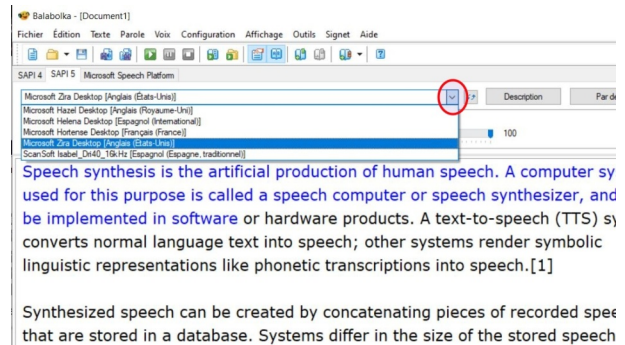 Balabolka - [Document1]
Fichier Édition Texte Parole Voix Configuration Affichage Outils Signet Aide
SAPI 4 SAPI 5 Microsoft Speech Platform
Microsoft Zira Desktop [Anglais (États-Unis)]
Description Par de
Microsoft Hazel Desktop [Anglais (Royaume-Uni)]
Microsoft Helena Desktop [Espagnol (International)]
Microsoft Hortense Desktop [Français (France)]
100
Microsoft Zira Desktop [Anglais (États-Unis)]
ScanSoft Isabel_Dri40_16kHz [Espagnol (Espagne, traditionnel)]
Speech synthesis is the artificial production of human speech. A computer sy
used for this purpose is called a speech computer or speech synthesizer, and
be implemented in software or hardware products. A text-to-speech (TTS) sy
converts normal language text into speech; other systems render symbolic
linguistic representations like phonetic transcriptions into speech.[1]
Synthesized speech can be created by concatenating pieces of recorded spee
that are stored in a database. Systems differ in the size of the stored speech